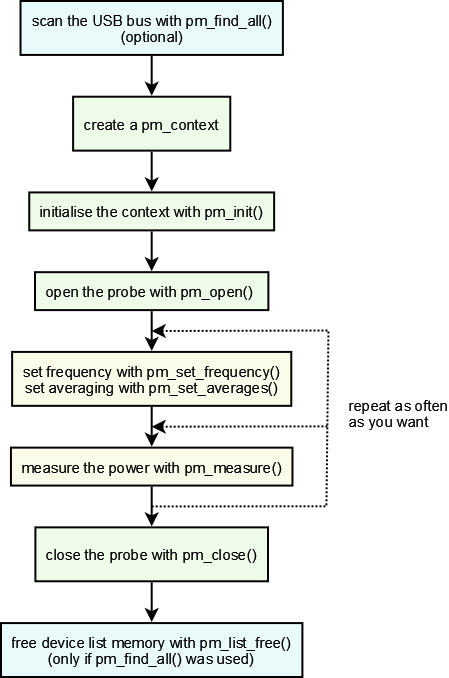 scan the USB bus with pm_find_all()
(optional)
create a pm_context
initialise the context with pm_init()
open the probe with pm_open()
set frequency with pm_set_frequency()
set averaging with pm_set_averages()
repeat as often
as you want
measure the power with pm_measure()
close the probe with pm_close()
free device list memory with pm_list_free()
(only if pm_find_all() was used)